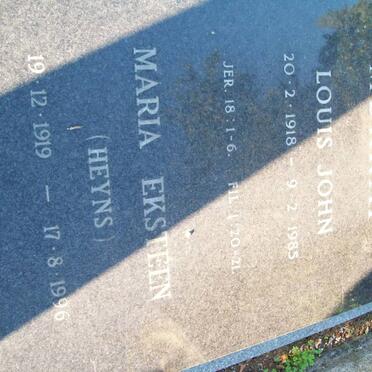 LOUIS JOHN
20·2·1918 – 9·2·1985
JER. 18:1-6. FIL. 1:20-21.
MARIA EKSTEEN
(HEYNS)
19·12·1919 – 17·8·1996